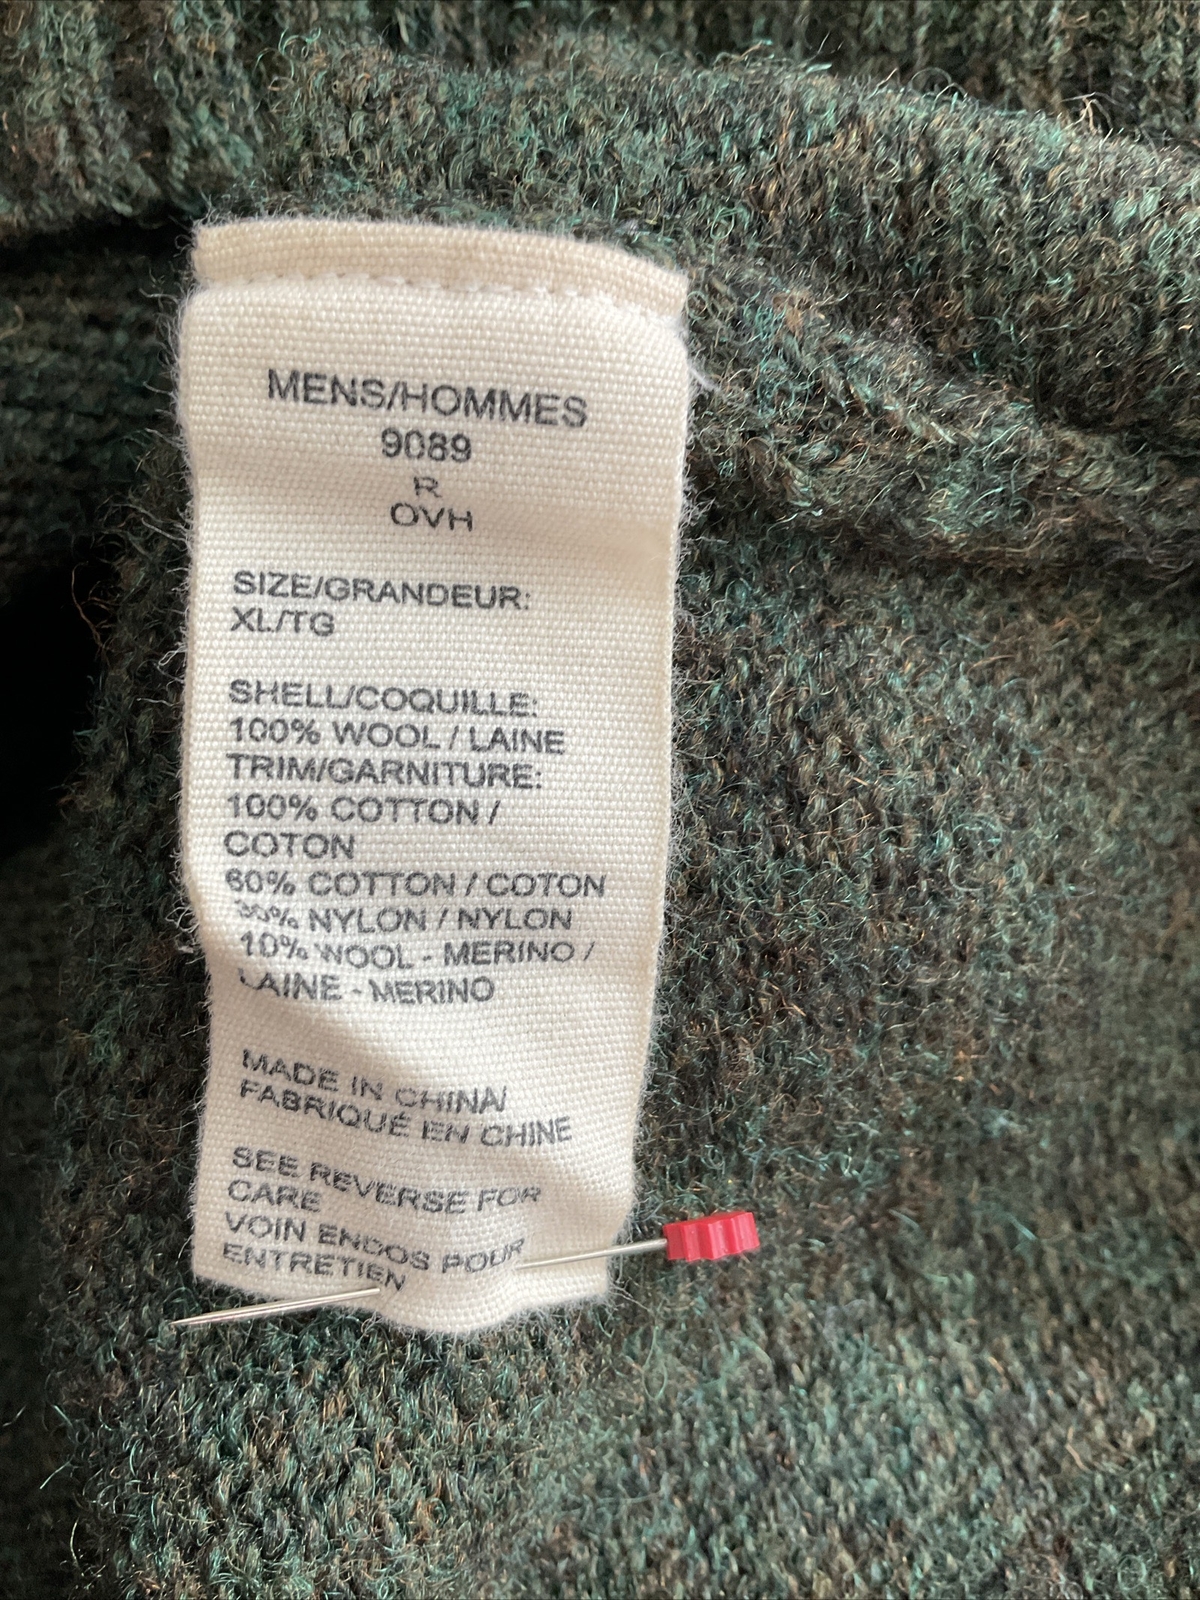 MENS/HOMMES
9089
R
OVH
SIZE/GRANDEUR:
XL/TG
SHELL/COQUILLE:
100% WOOL / LAINE
TRIM/GARNITURE:
100% COTTON /
COTON
60% COTTON / COTON
30% NYLON / NYLON
10% WOOL - MERINO /
LAINE - MERINO
MADE IN CHINA/
FABRIQUÉ EN CHINE
SEE REVERSE FOR
CARE
VOIN ENDOS POUR
ENTRETIEN